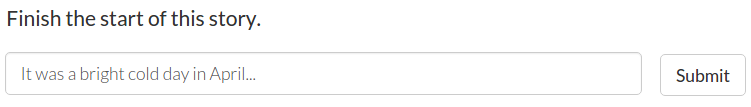 Finish the start of this story.
It was a bright cold day in April...
Submit